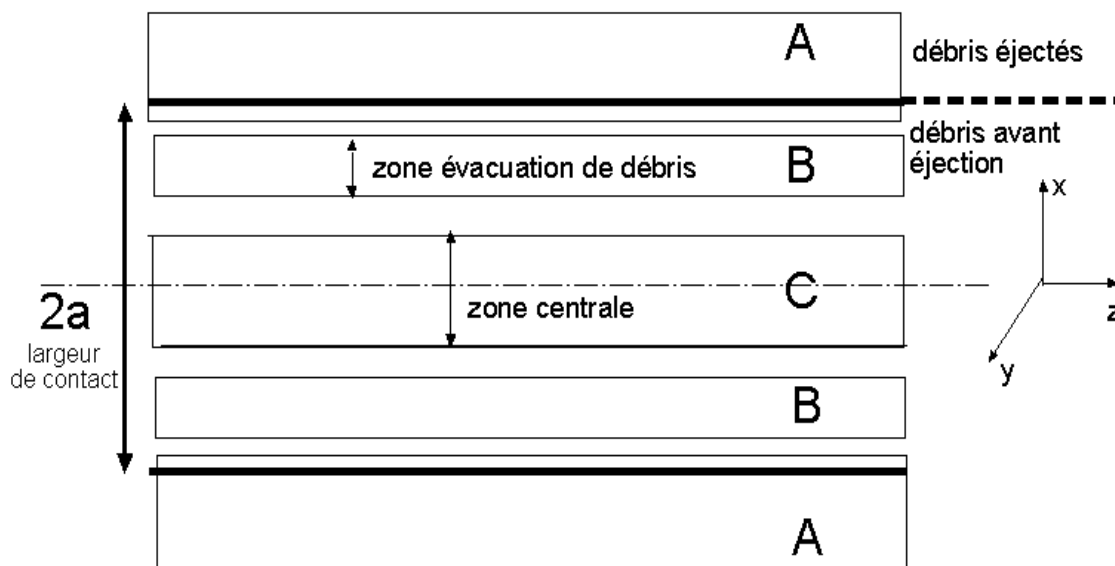 A
débris éjectés
débris avant
éjection
zone évacuation de débris
B
x
C
zone centrale
z
y
2a
largeur
de contact
B
A